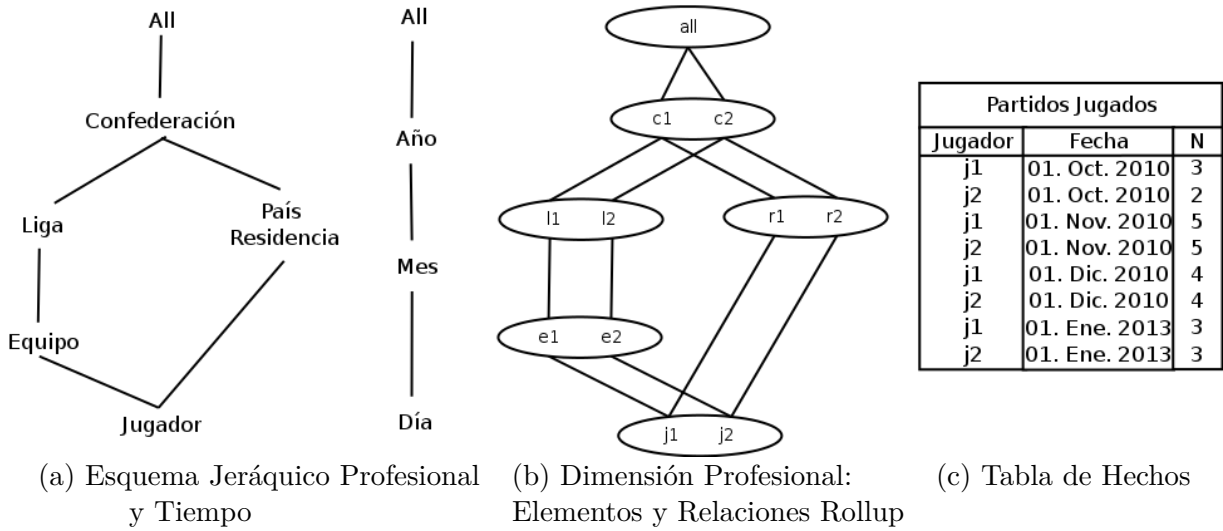 All
Confederación
Liga
País
Residencia
Equipo
Jugador
All
Año
Mes
Día
all
c1 c2
l1 l2
r1 r2
e1 e2
j1 j2
Partidos Jugados
Jugador Fecha N
j1 01. Oct. 2010 3
j2 01. Oct. 2010 2
j1 01. Nov. 2010 5
j2 01. Nov. 2010 5
j1 01. Dic. 2010 4
j2 01. Dic. 2010 4
j1 01. Ene. 2013 3
j2 01. Ene. 2013 3
(a) Esquema Jeráquico Profesional
y Tiempo
(b) Dimensión Profesional:
Elementos y Relaciones Rollup
(c) Tabla de Hechos